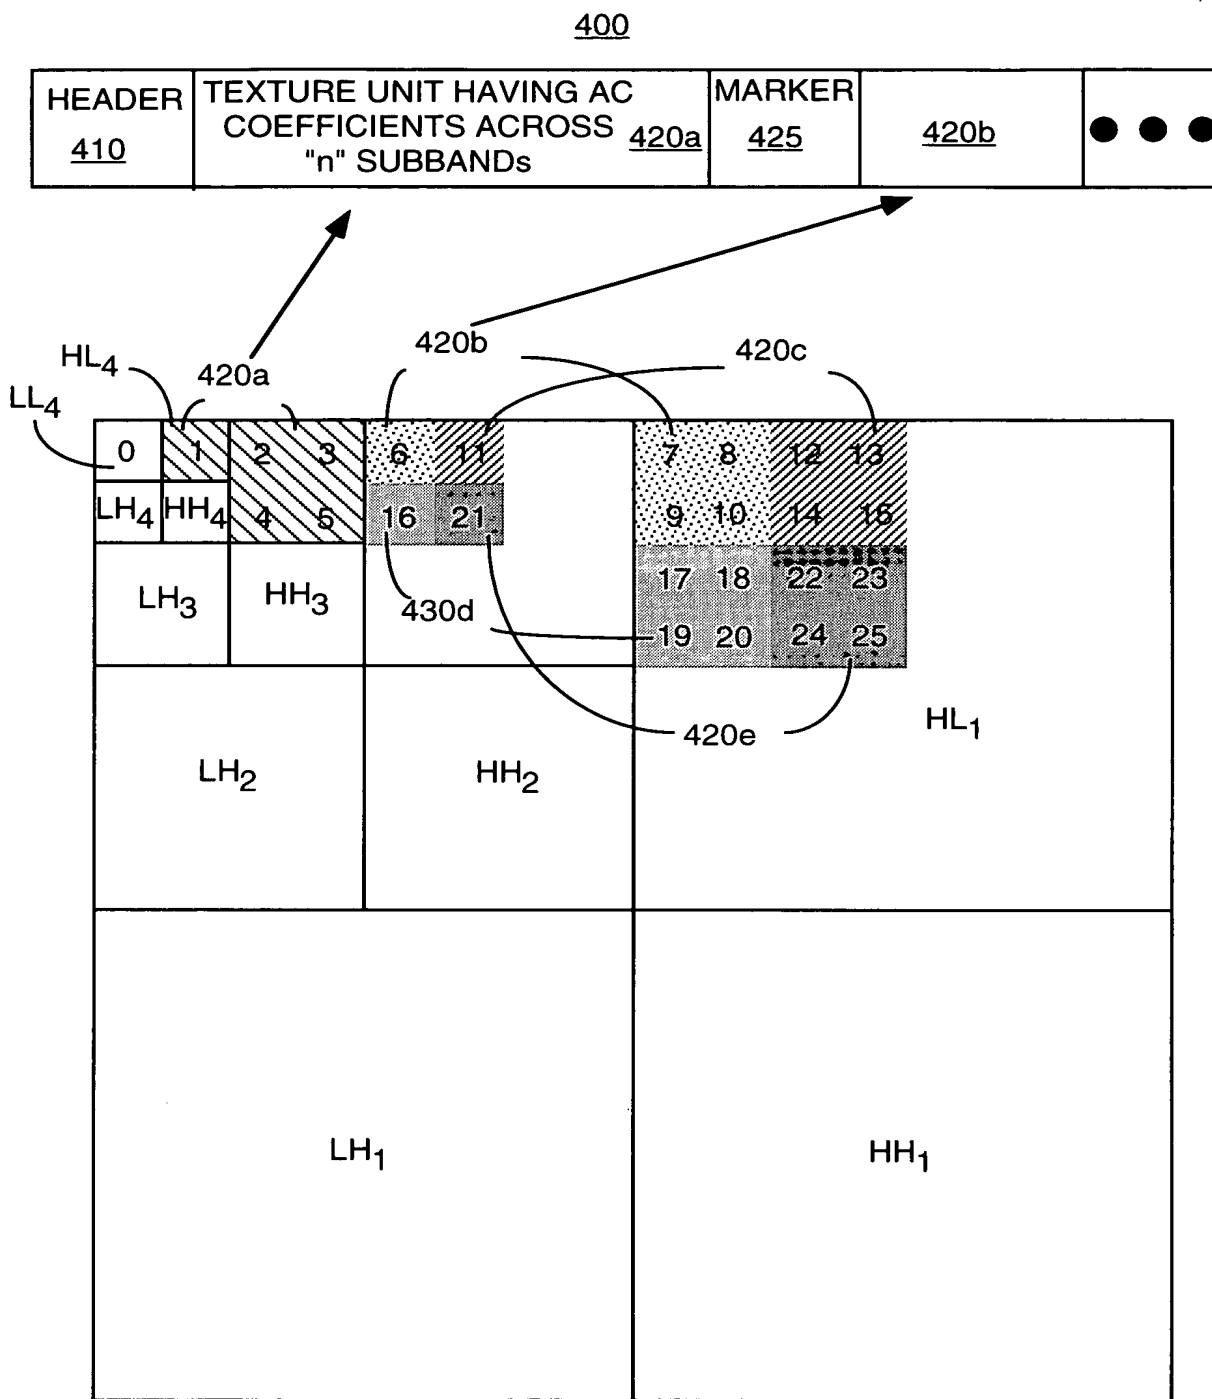 400
HEADER TEXTURE UNIT HAVING AC MARKER
COEFFICIENTS ACROSS
410 420a 425 420b
"n" SUBBANDs
420b
HL4 420a 420c
LL4
0 1 2 3 6 11 7 8 12 13
LH4 HH4 4 5 16 21 9 10 14 15
LH3 HH3 17 18 22 23
430d 19 20 24 25
420e HL1
LH2 HH2
LH1 HH1